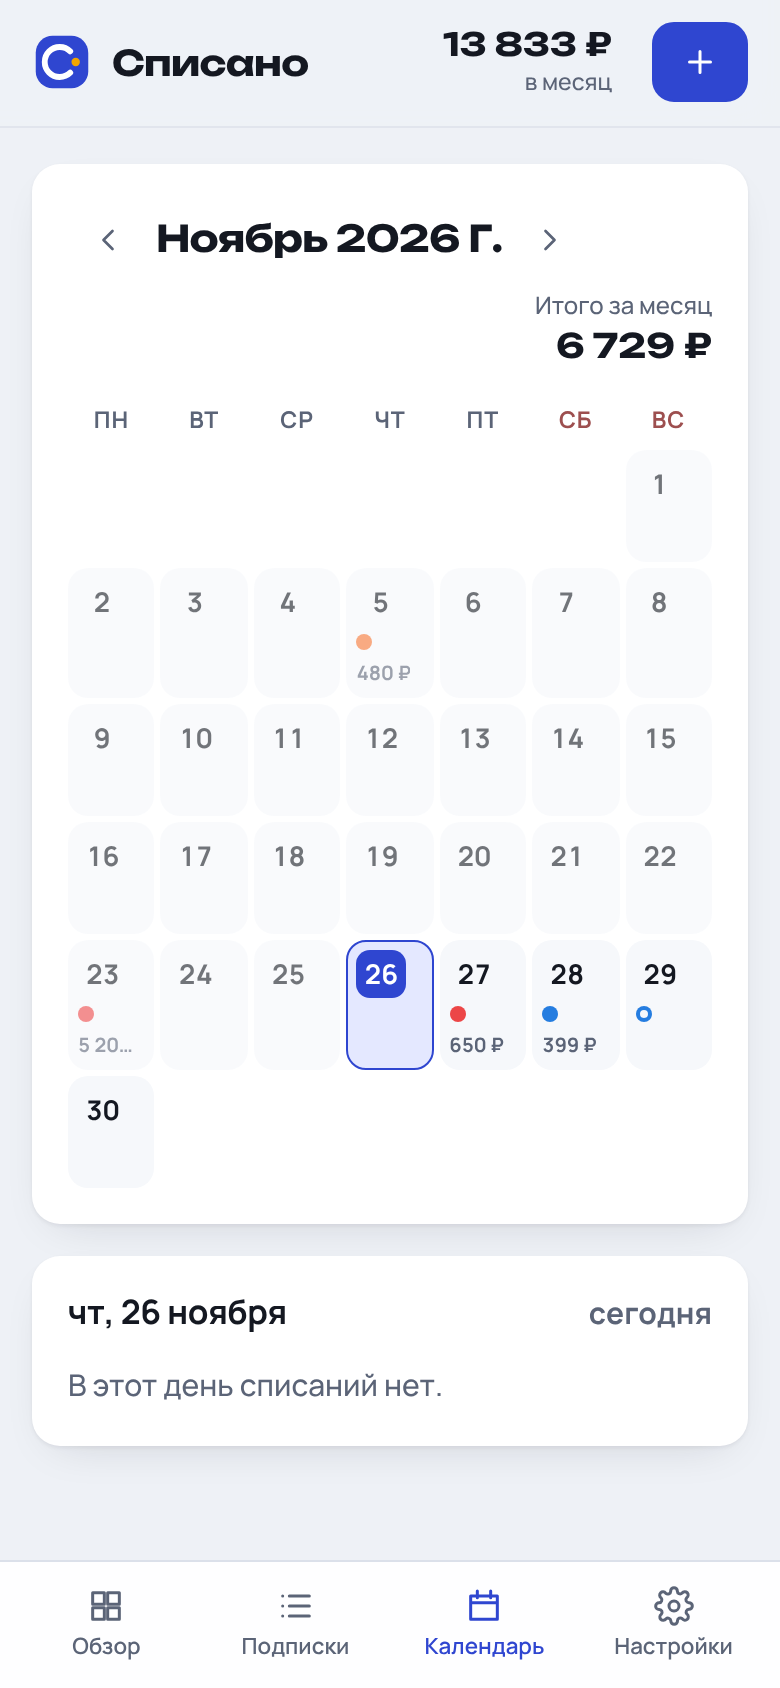 Списано
13 833 ₽
в месяц
Ноябрь 2026 Г.
Итого за месяц
6 729 ₽
ПН ВТ СР ЧТ ПТ СБ ВС
1
2 3 4 5 6 7 8
480 ₽
9 10 11 12 13 14 15
16 17 18 19 20 21 22
23 24 25 26 27 28 29
5 20... 650 ₽ 399 ₽
30
чт, 26 ноября
сегодня
В этот день списаний нет.
Обзор Подписки Календарь Настройки